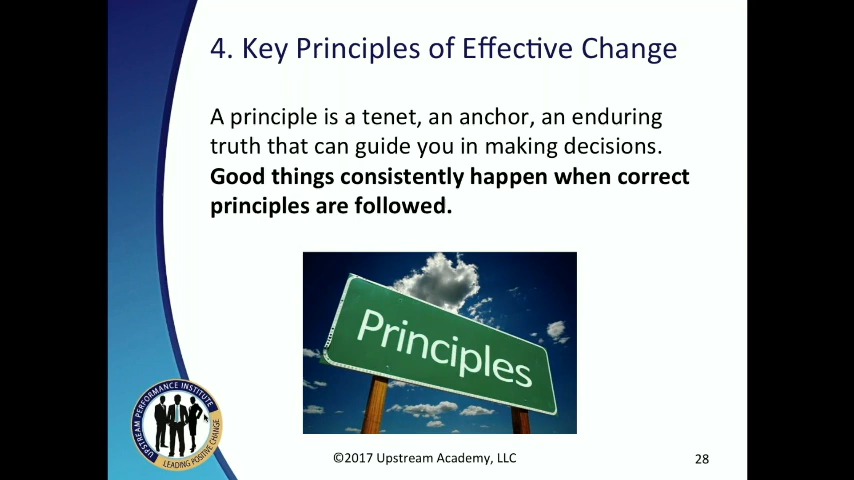 4. Key Principles of Effective Change
A principle is a tenet, an anchor, an enduring
truth that can guide you in making decisions.
Good things consistently happen when correct
principles are followed.
Principles
UPSTREAM PERFORMANCE INSTITUTE
LEADING POSITIVE CHANGE
©2017 Upstream Academy, LLC
28